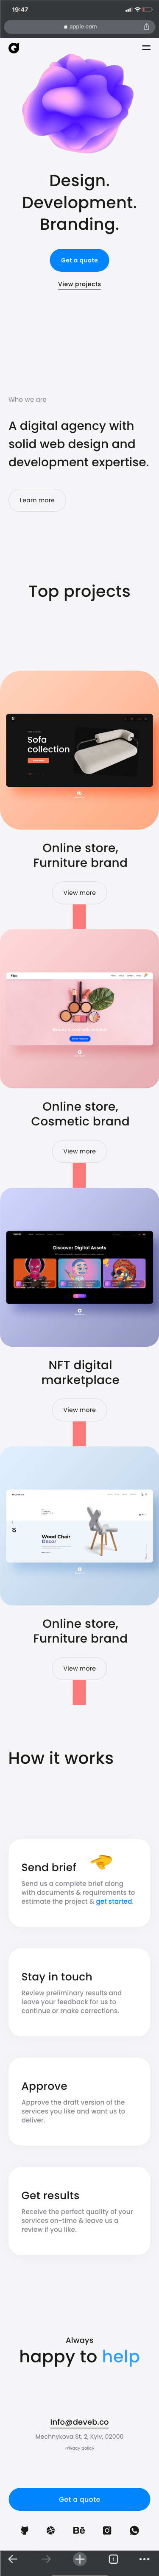 19:47
apple.com
Design.
Development.
Branding.
Get a quote
View projects
Who we are
A digital agency with
solid web design and
development expertise.
Learn more
Top projects
Sofa
collection
Online store,
Furniture brand
View more
Online store,
Cosmetic brand
View more
Discover Digital Assets
NFT digital
marketplace
View more
Wood Chair
Decor
Online store,
Furniture brand
View more
How it works
Send brief
Send us a complete brief along
with documents & requirements to
estimate the project & get started.
Stay in touch
Review preliminary results and
leave your feedback for us to
continue or make corrections.
Approve
Approve the draft version of the
services you like and want us to
deliver.
Get results
Receive the perfect quality of your
services on-time & leave us a
review if you like.
Always
happy to help
Info@deveb.co
Mechnykova St, 2, Kyiv, 02000
Privacy policy
Get a quote
Bē
1